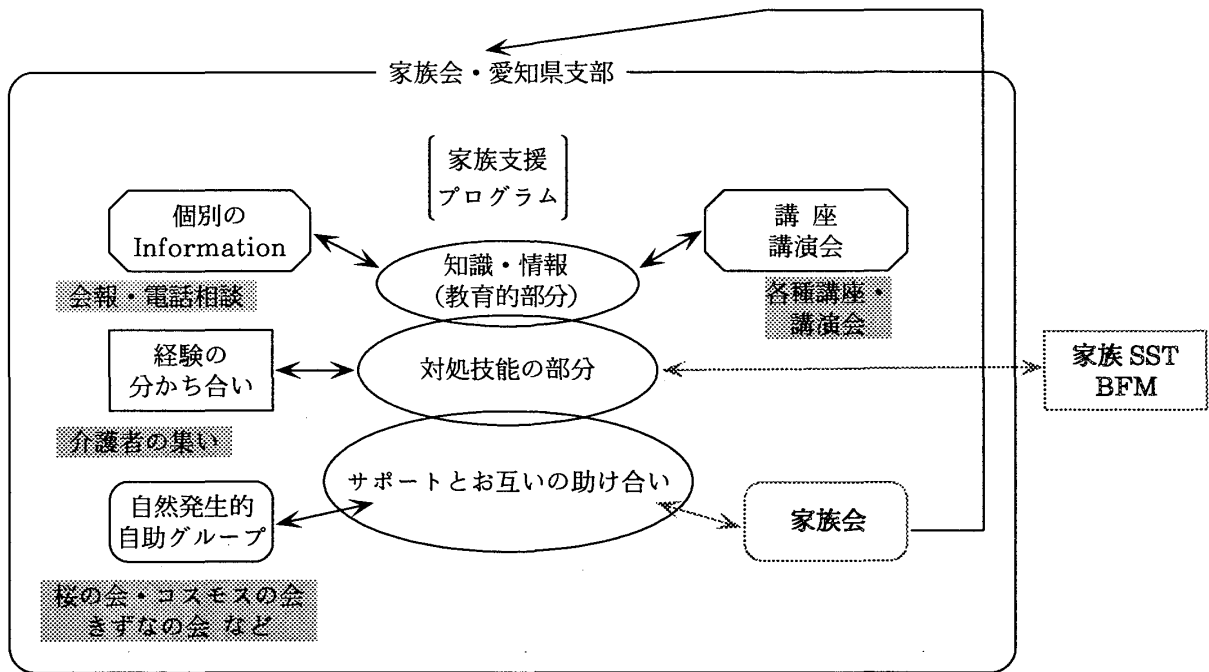 家族会・愛知県支部
家族支援
プログラム
個別の
Information
講 座
講演会
知識・情報
(教育的部分)
会報・電話相談
各種講座・
講演会
経験の
分かち合い
対処技能の部分
家族 SST
BFM
介護者の集い
サポートとお互いの助け合い
自然発生的
自助グループ
家族会
桜の会・コスモスの会
きずなの会 など